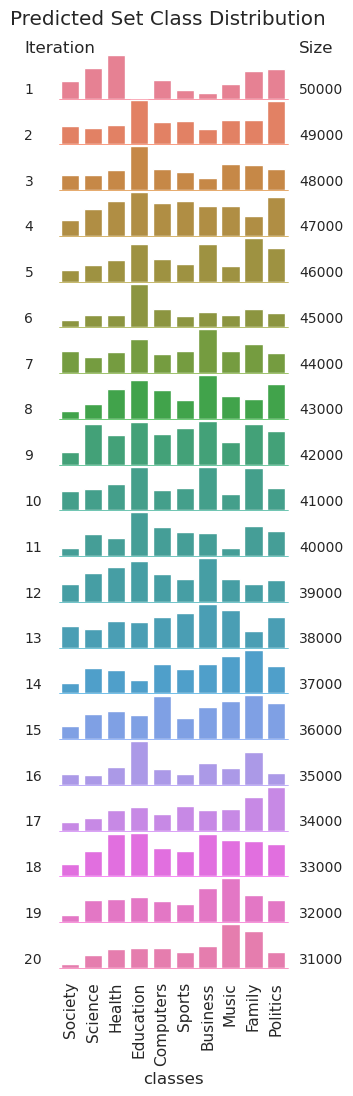 Predicted Set Class Distribution
Iteration Size
1 50000
2 49000
3 48000
4 47000
5 46000
6 45000
7 44000
8 43000
9 42000
10 41000
11 40000
12 39000
13 38000
14 37000
15 36000
16 35000
17 34000
18 33000
19 32000
20 31000
Society
Science
Health
Education
Computers
Sports
Business
Music
Family
Politics
classes